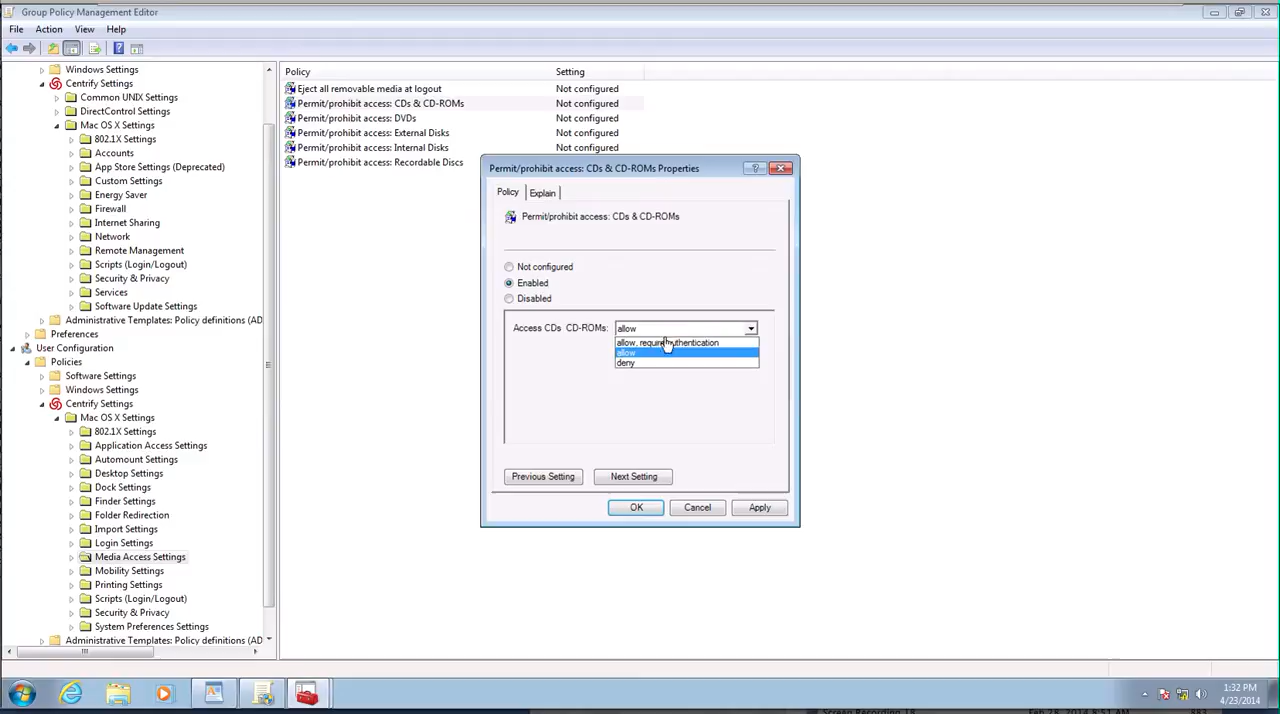 Group Policy Management Editor
File Action View Help
Windows Settings
Centrify Settings
Common UNIX Settings
DirectControl Settings
Mac OS X Settings
802.1X Settings
Accounts
App Store Settings (Deprecated)
Custom Settings
Energy Saver
Firewall
Internet Sharing
Network
Remote Management
Scripts (Login/Logout)
Security & Privacy
Services
Software Update Settings
Administrative Templates: Policy definitions (AD
Preferences
User Configuration
Policies
Software Settings
Windows Settings
Centrify Settings
Mac OS X Settings
802.1X Settings
Application Access Settings
Automount Settings
Desktop Settings
Dock Settings
Finder Settings
Folder Redirection
Import Settings
Login Settings
Media Access Settings
Mobility Settings
Printing Settings
Scripts (Login/Logout)
Security & Privacy
System Preferences Settings
Administrative Templates: Policy definitions (AD
Policy Setting
Eject all removable media at logout Not configured
Permit/prohibit access: CDs & CD-ROMs Not configured
Permit/prohibit access: DVDs Not configured
Permit/prohibit access: External Disks Not configured
Permit/prohibit access: Internal Disks Not configured
Permit/prohibit access: Recordable Discs Not configured
Permit/prohibit access: CDs & CD-ROMs Properties
Policy Explain
Permit/prohibit access: CDs & CD-ROMs
Not configured
Enabled
Disabled
Access CDs CD-ROMs: allow
allow, require authentication
allow
deny
Previous Setting Next Setting
OK Cancel Apply
1:32 PM
4/23/2014